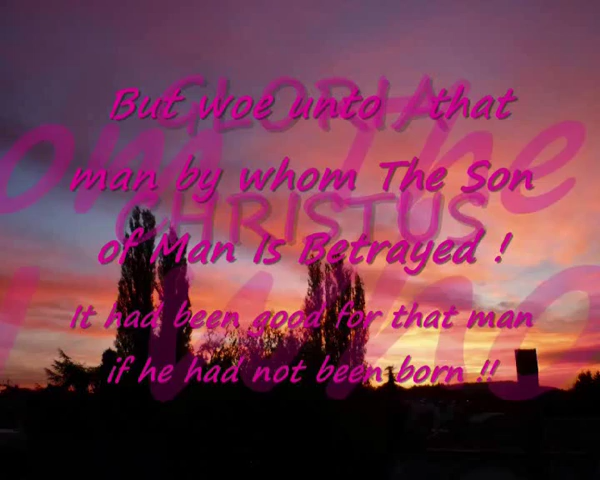 GLORIA
But woe unto that
man by whom The Son
CHRISTUS
of Man Is Betrayed !
It had been good for that man
if he had not been born !!